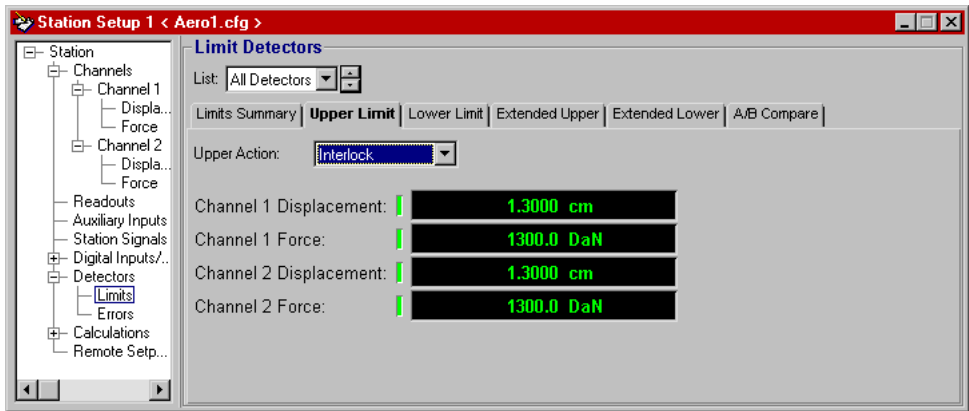 Station Setup 1 < Aero1.cfg >
Station
Channels
Channel 1
Displa...
Force
Channel 2
Displa...
Force
Readouts
Auxiliary Inputs
Station Signals
Digital Inputs/..
Detectors
Limits
Errors
Calculations
Remote Setp...
Limit Detectors
List: All Detectors
Limits Summary Upper Limit Lower Limit Extended Upper Extended Lower A/B Compare
Upper Action: Interlock
Channel 1 Displacement: 1.3000 cm
Channel 1 Force: 1300.0 DaN
Channel 2 Displacement: 1.3000 cm
Channel 2 Force: 1300.0 DaN